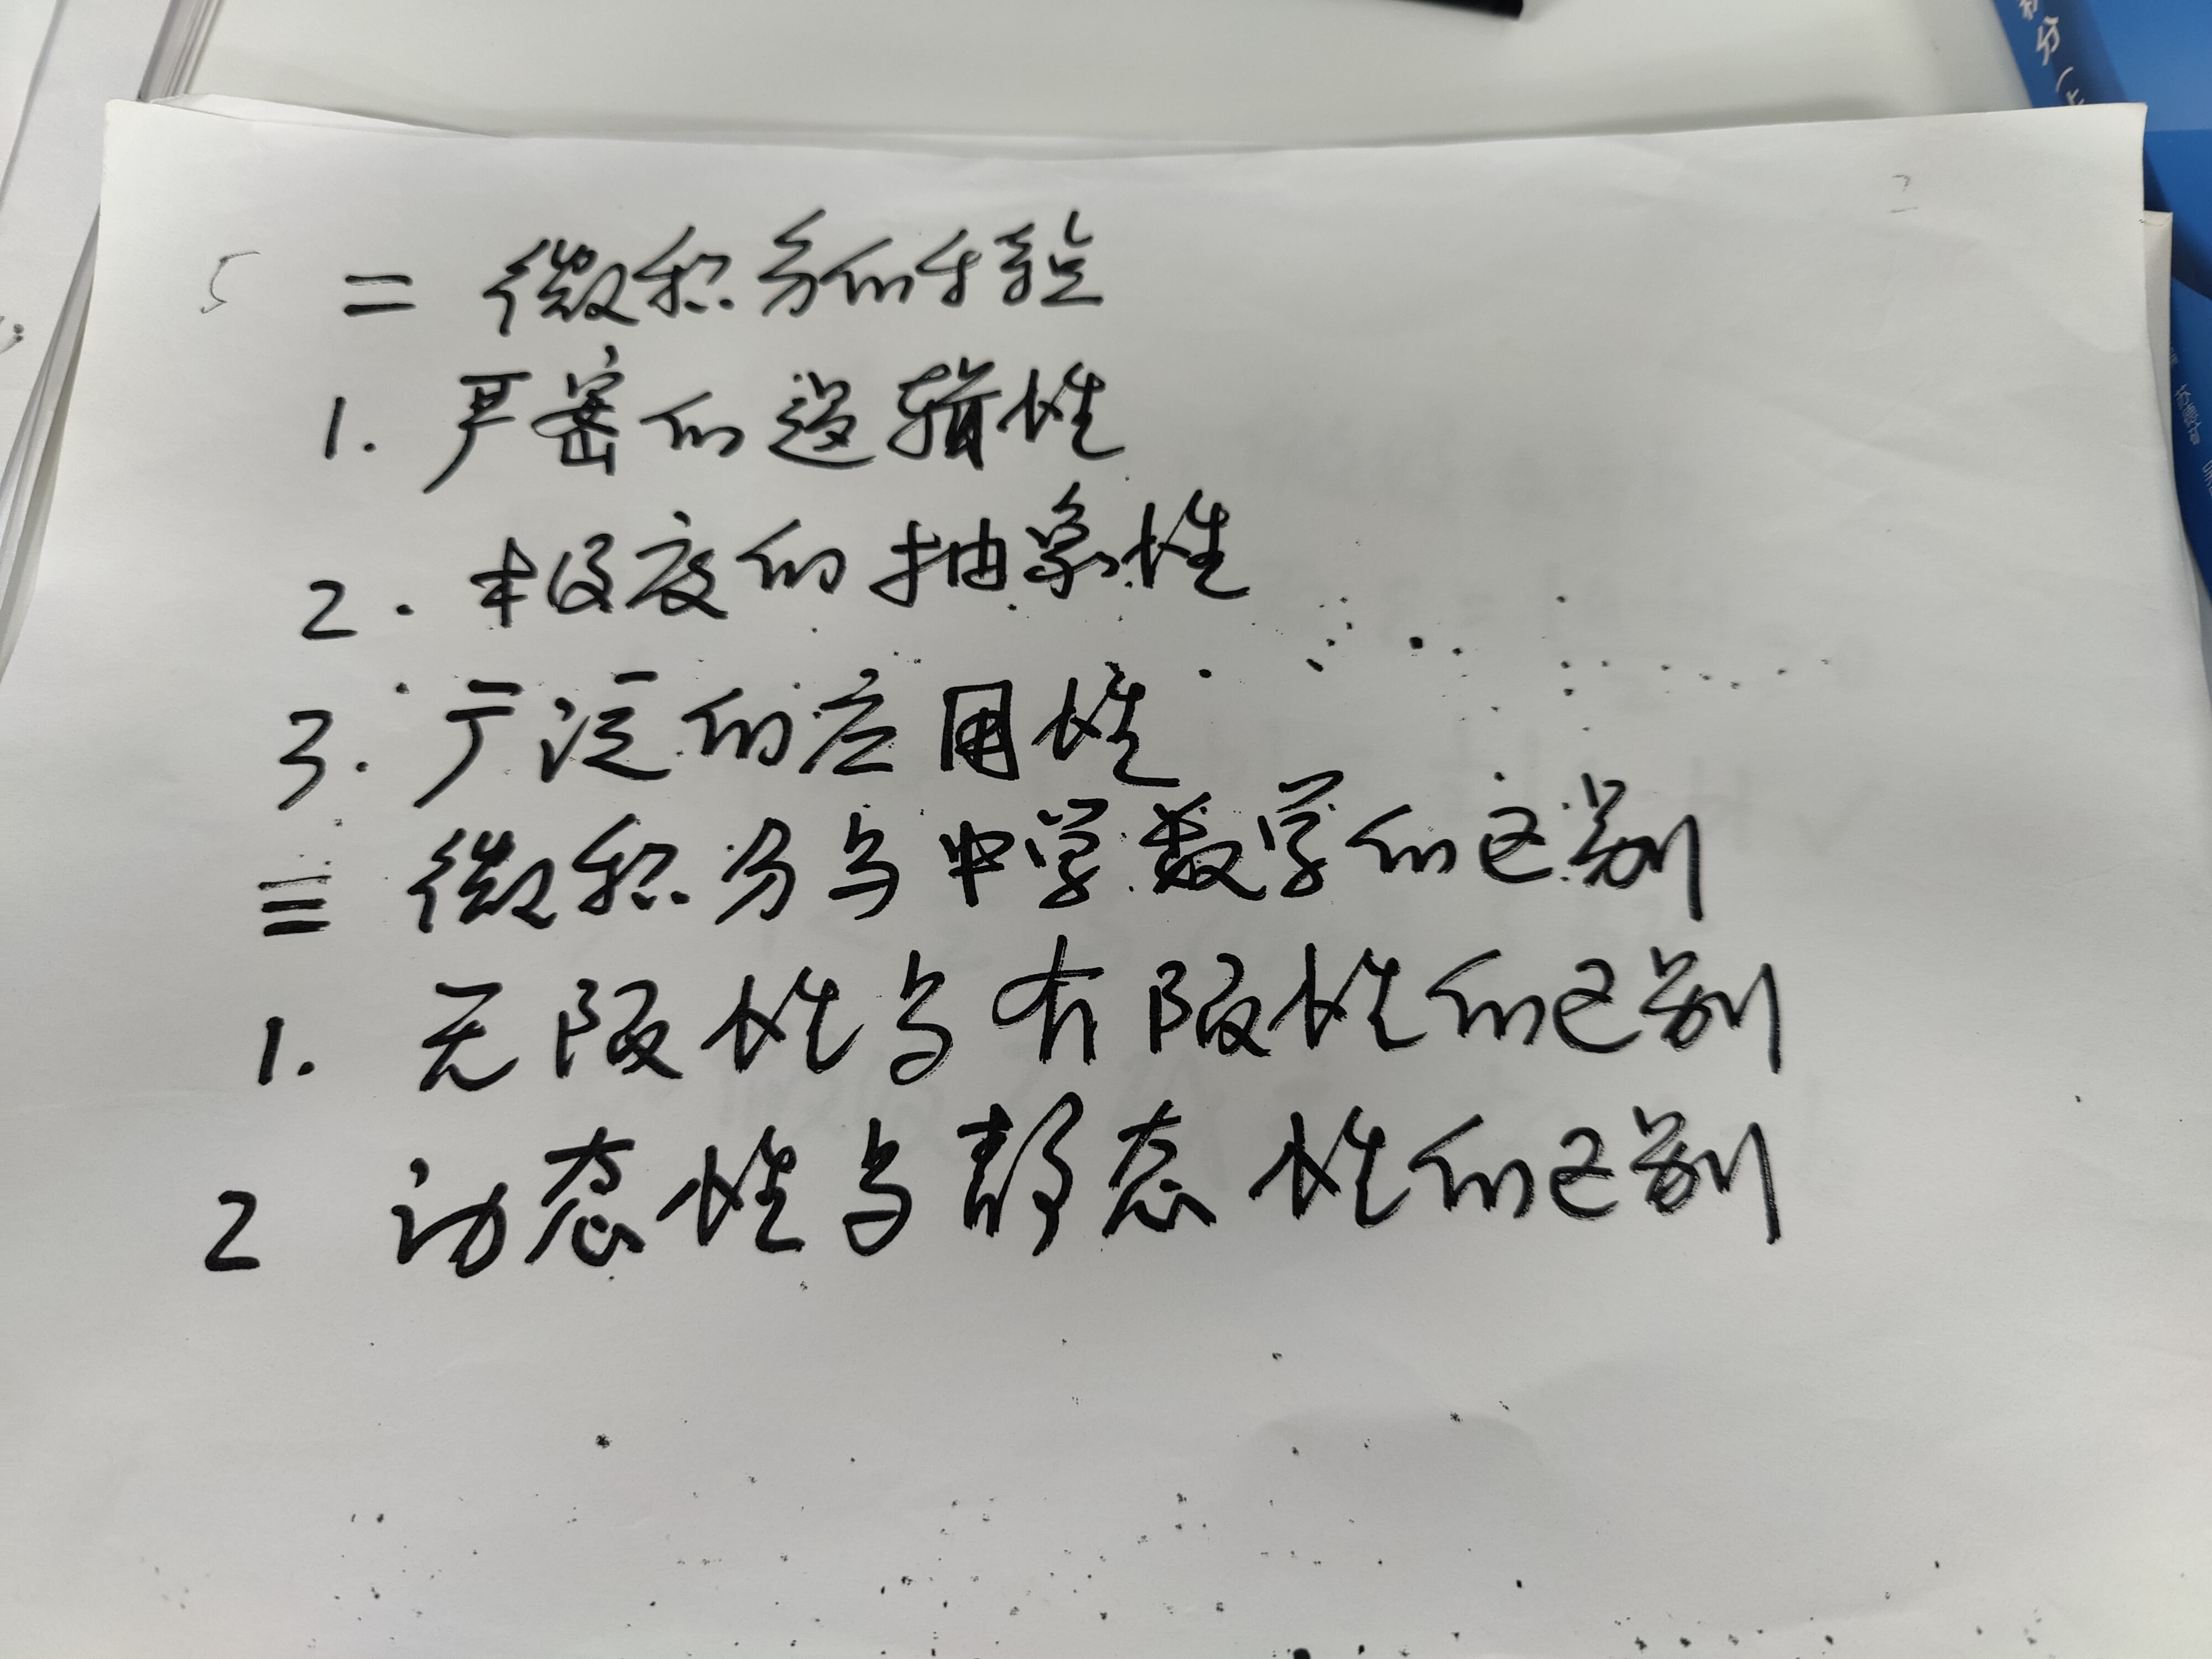 5 二 微积分的特点
1. 严密的逻辑性
2. 极度的抽象性
3. 广泛的应用性
三 微积分与中学数学的区别
1. 无限性与有限性的区别
2 动态性与静态性的区别